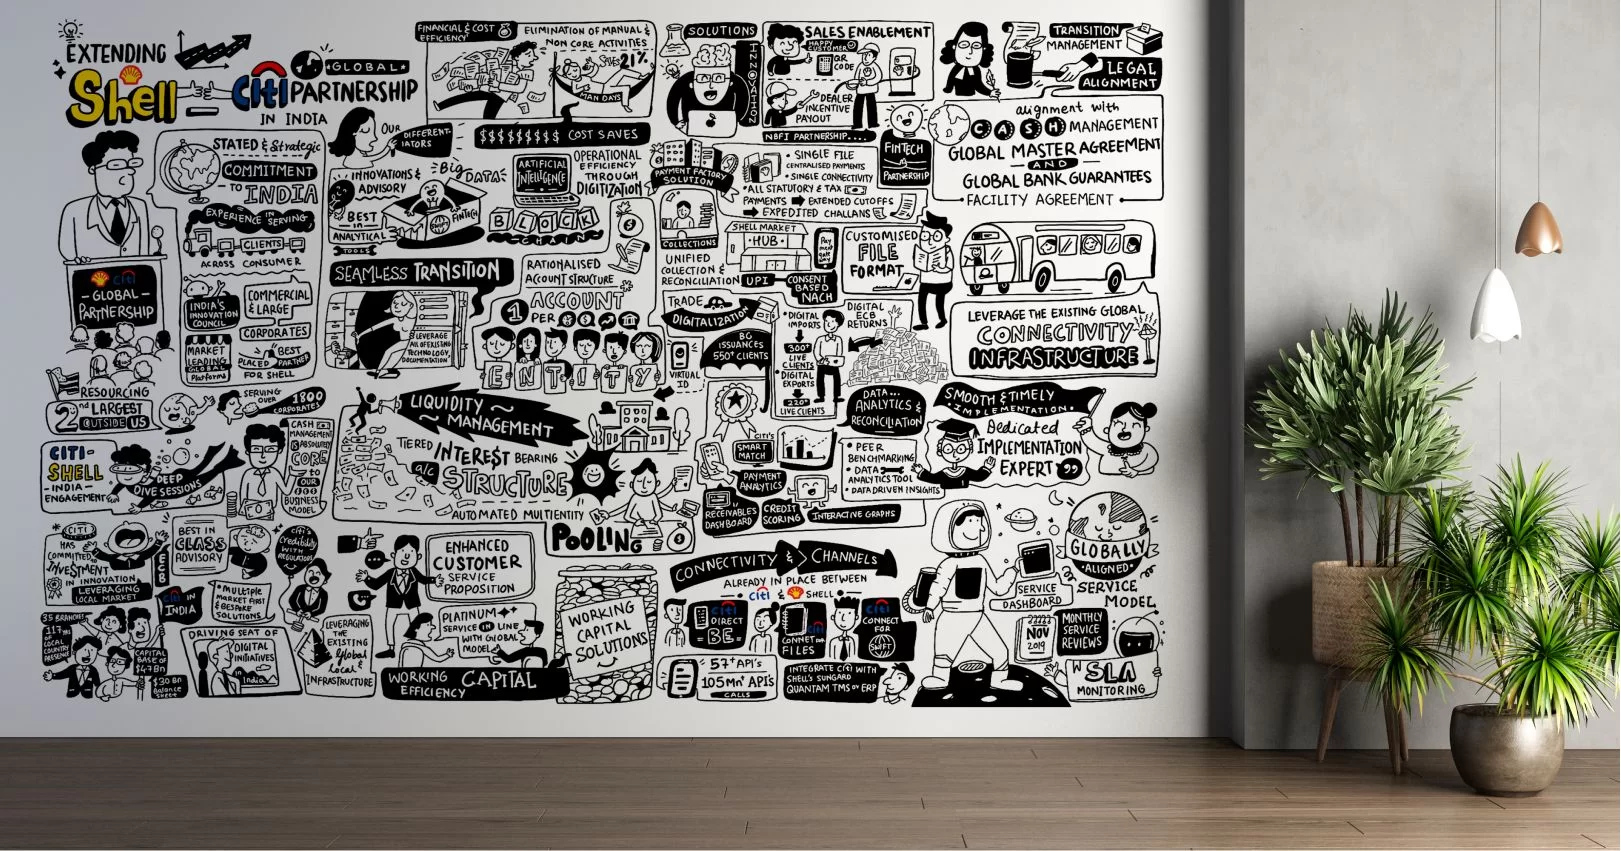 EXTENDING
Shell
citi
GLOBAL
PARTNERSHIP
IN INDIA
STATED & Strategic
COMMITMENT
TO INDIA
EXPERIENCE IN SERVING
CLIENTS
ACROSS CONSUMER
INDIA'S
INNOVATION
COUNCIL
COMMERCIAL
& LARGE
CORPORATES
MARKET
LEADING
GLOBAL
Platforms
BEST
PLACED PARTNER
FOR SHELL
citi
GLOBAL
PARTNERSHIP
RESOURCING
2nd LARGEST
OUTSIDE US
SERVING
OVER 1800
CORPORATES
CITI-
SHELL
INDIA
ENGAGEMENT
DEEP
DIVE SESSIONS
CASH
MANAGEMENT
IS ABSOLUTELY
CORE
TO
OUR
BUSINESS
MODEL
CITI
HAS
COMMITTED
INVESTMENT
IN INNOVATION
LEVERAGING
LOCAL MARKET
ECB
IN
INDIA
BEST IN
CLASS
ADVISORY
MULTIPLE
MARKET FIRST
& BESPOKE
SOLUTIONS
Citi's
Credibility
WITH
REGULATORS
35 BRANCHES
117 YRS
OF
LOCAL
COUNTRY
PRESENCE
CAPITAL
BASE OF
$4.3 Bn
$30 Bn
Balance
Sheet
DRIVING SEAT OF
DIGITAL
INITIATIVES
in India
LEVERAGING
THE
EXISTING
global
Local &
INFRASTRUCTURE
FINANCIAL & COST
EFFICIENCY
ELIMINATION OF MANUAL &
NON CORE ACTIVITIES
SAVES 21%
MAN DAYS
OUR
DIFFERENT-
IATORS
$$$$$$$$$ COST SAVES
INNOVATIONS &
ADVISORY
BEST
IN
ANALYTICAL
TOOLS
Big DATA
FINTECH
ARTIFICIAL
INTELLIGENCE
OPERATIONAL
EFFICIENCY
THROUGH
DIGITIZATION
BLOCK
CHAIN
SEAMLESS TRANSITION
LEVERAGE
ALL OF EXISTING
TECHNOLOGY,
DOCUMENTATION
RATIONALISED
ACCOUNT STRUCTURE
1 ACCOUNT
PER
ENTITY
LIQUIDITY
MANAGEMENT
TIERED
INTERE$T BEARING
a/c STRUCTURE
AUTOMATED MULTIENTITY
POOLING
ENHANCED
CUSTOMER
SERVICE
PROPOSITION
PLATINUM
SERVICE IN LINE
WITH GLOBAL
MODEL
WORKING CAPITAL
EFFICIENCY
WORKING
CAPITAL
SOLUTIONS
SOLUTIONS
INNOVATION
SALES ENABLEMENT
HAPPY
CUSTOMER
QR
CODE
DEALER
INCENTIVE
PAYOUT
NBFI PARTNERSHIP....
FINTECH
PARTNERSHIP
PAYMENT FACTORY
SOLUTION
• SINGLE FILE
CENTRALISED PAYMENTS
• SINGLE CONNECTIVITY
• ALL STATUTORY & TAX
PAYMENTS EXTENDED CUTOFFS
EXPEDITED CHALLANS
COLLECTIONS
UNIFIED
COLLECTION &
RECONCILIATION
SHELL MARKET
HUB
UPI
CONSENT
BASED
NACH
CUSTOMISED
FILE
FORMAT
TRADE
DIGITALIZATION
BG
ISSUANCES
550+ CLIENTS
VIRTUAL
ID
• DIGITAL
IMPORTS
300+
LIVE
CLIENTS
• DIGITAL
EXPORTS
220+
LIVE CLIENTS
DIGITAL
ECB
RETURNS
DATA...
ANALYTICS &
RECONCILIATION
CITI'S
SMART
MATCH
PAYMENT
ANALYTICS
RECEIVABLES
DASHBOARD
CREDIT
SCORING
INTERACTIVE GRAPHS
• PEER
BENCHMARKING
• DATA
ANALYTICS TOOL
• DATA DRIVEN INSIGHTS
CONNECTIVITY & CHANNELS
ALREADY IN PLACE BETWEEN
citi & SHELL
citi
DIRECT
BE
CONNECT FOR
FILES
citi
CONNECT
FOR
SWIFT
57+ API's
105Mn+ API's
CALLS
INTEGRATE Citi WITH
SHELL'S SUNGARD
QUANTAM TMS or ERP
TRANSITION
MANAGEMENT
LEGAL
ALIGNMENT
alignment with
CASH MANAGEMENT
GLOBAL MASTER AGREEMENT
AND
GLOBAL BANK GUARANTEES
FACILITY AGREEMENT
LEVERAGE THE EXISTING GLOBAL
CONNECTIVITY
INFRASTRUCTURE
SMOOTH & TIMELY
IMPLEMENTATION
Dedicated
IMPLEMENTATION
EXPERT
GLOBALLY
ALIGNED
SERVICE
MODEL
SERVICE
DASHBOARD
NOV
2019
MONTHLY
SERVICE
REVIEWS
SLA
MONITORING